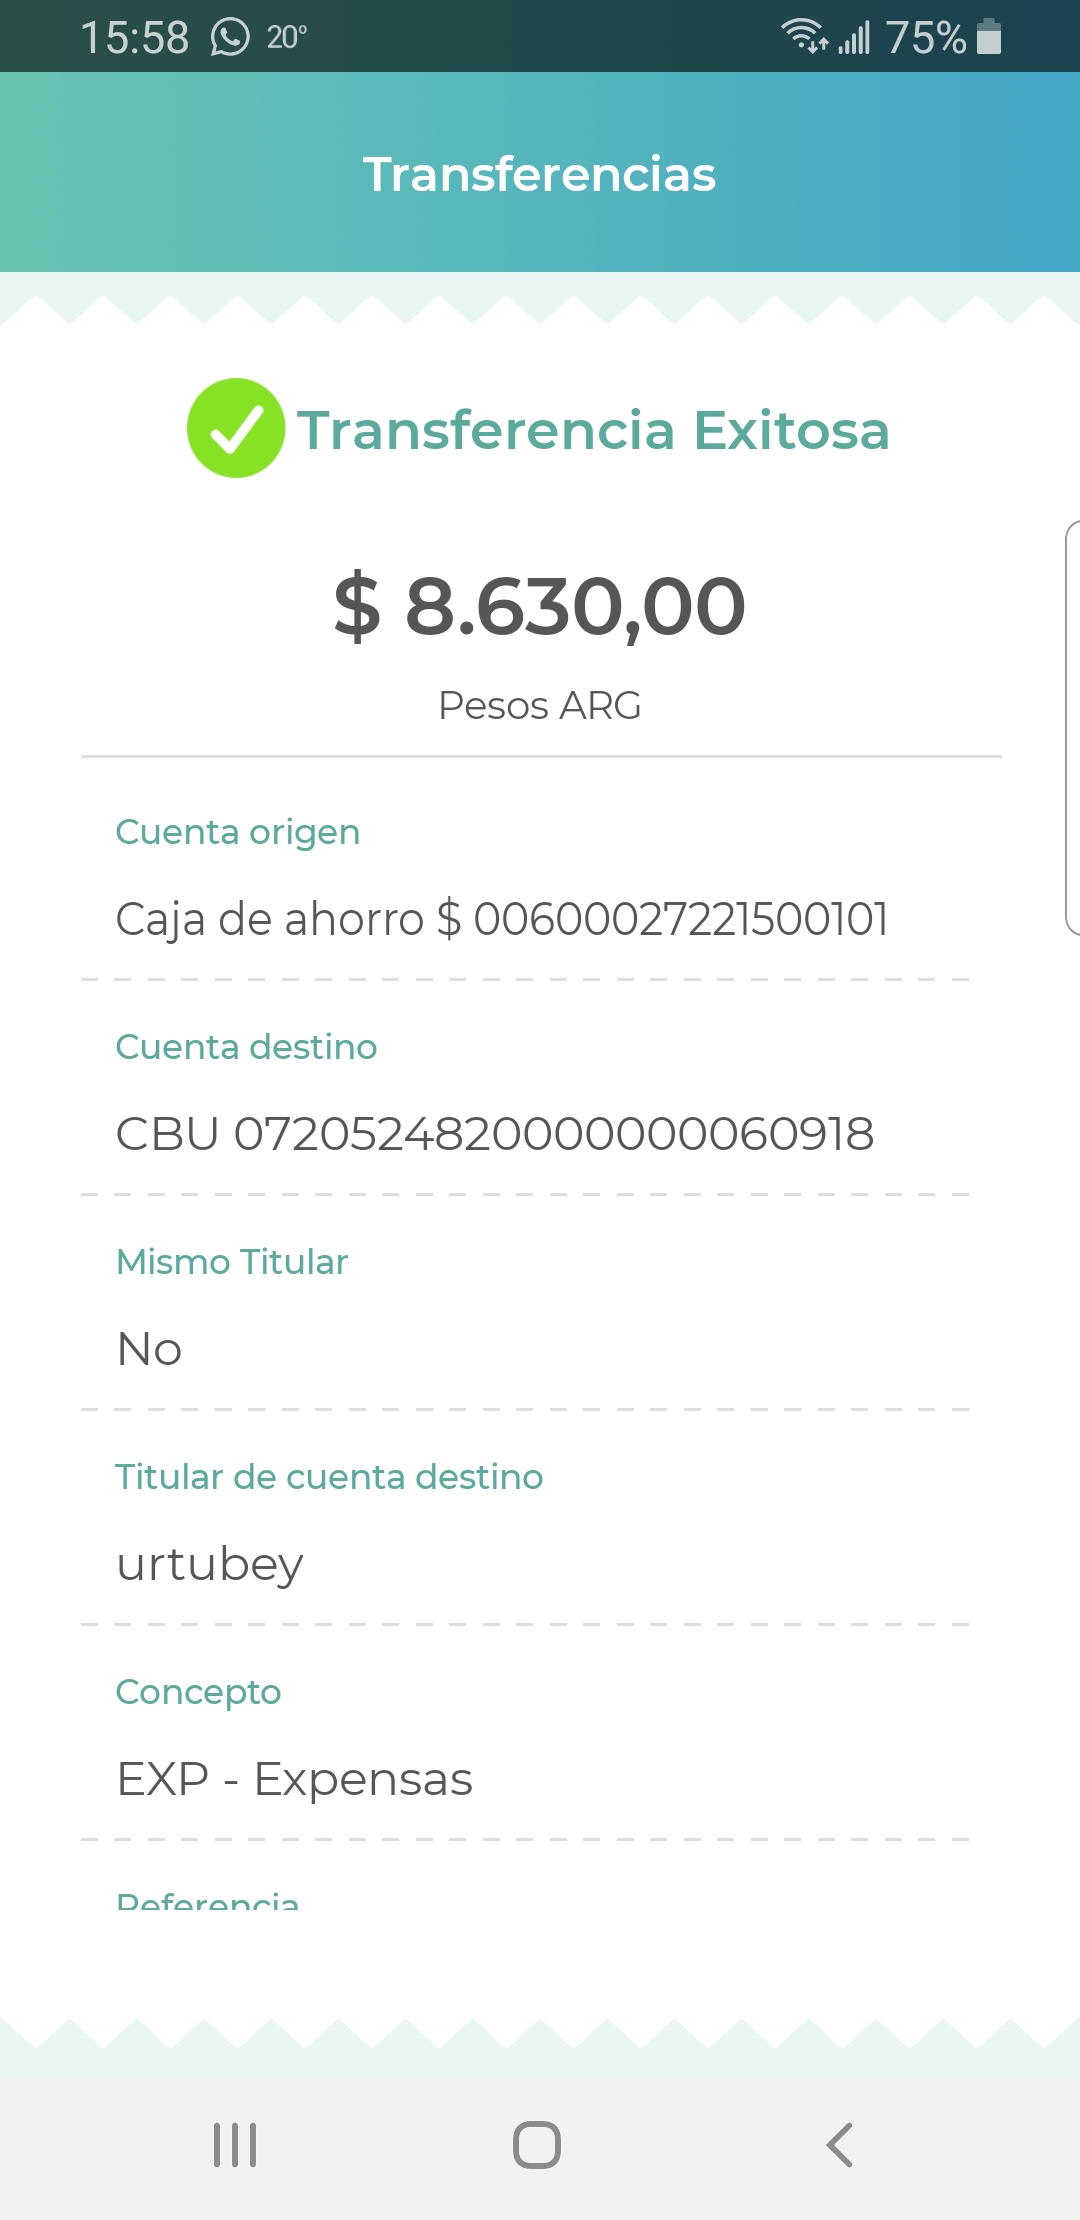 15:58 20° 75%
Transferencias
Transferencia Exitosa
$ 8.630,00
Pesos ARG
Cuenta origen
Caja de ahorro $ 00600027221500101
Cuenta destino
CBU 0720524820000000060918
Mismo Titular
No
Titular de cuenta destino
urtubey
Concepto
EXP - Expensas
Referencia